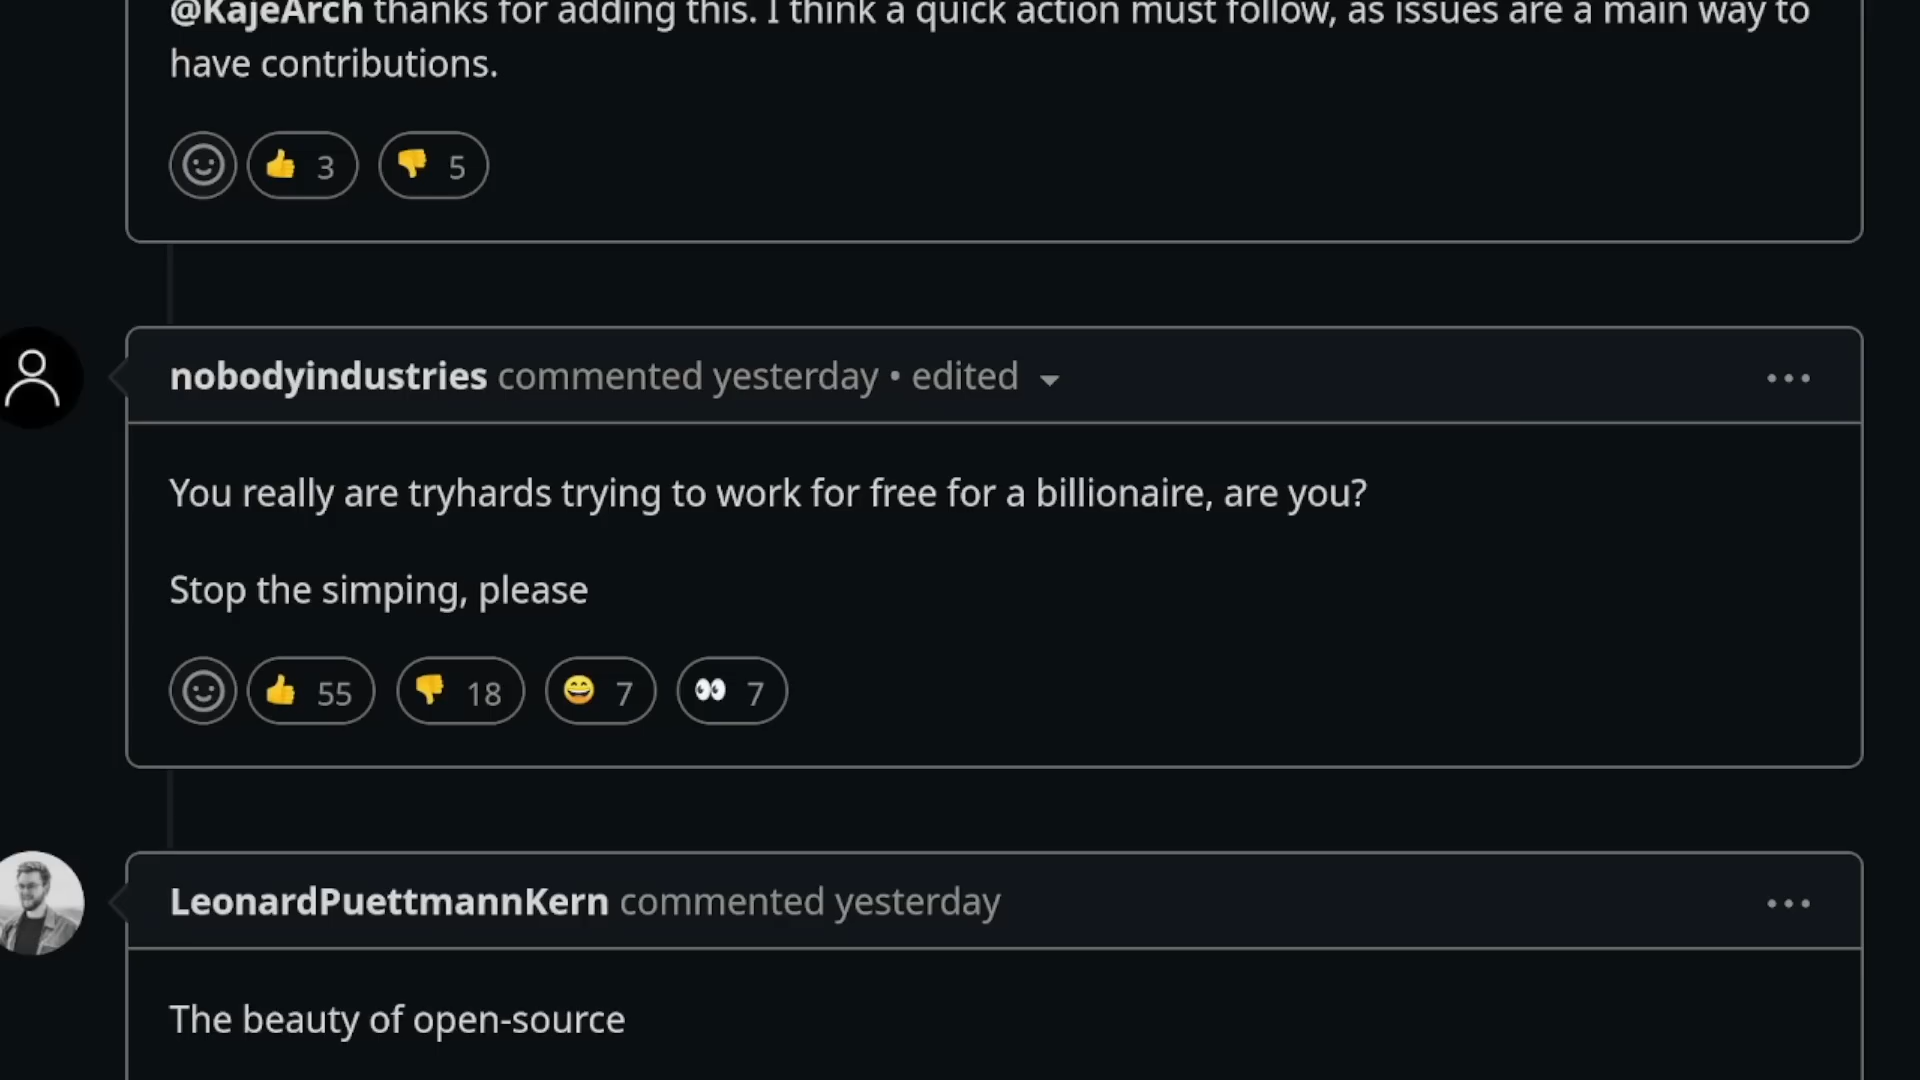 @KajeArch thanks for adding this. I think a quick action must follow, as issues are a main way to
have contributions.
👍 3 👎 5
nobodyindustries commented yesterday • edited
You really are tryhards trying to work for free for a billionaire, are you?
Stop the simping, please
👍 55 👎 18 😄 7 👀 7
LeonardPuettmannKern commented yesterday
The beauty of open-source